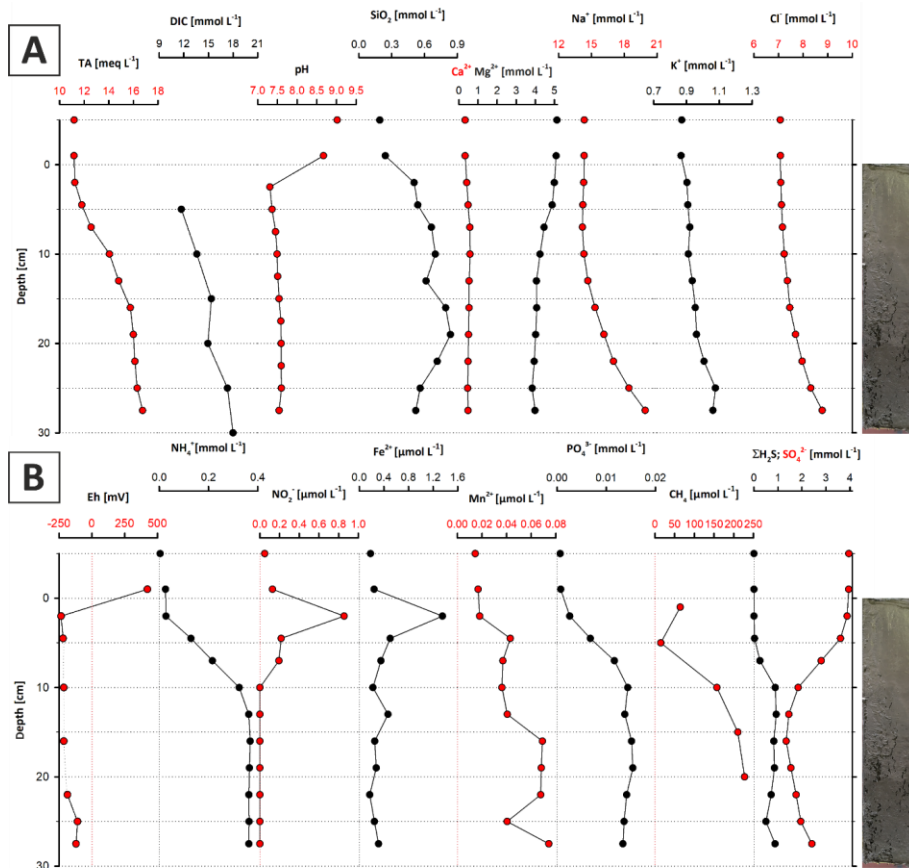 A
DIC [mmol L⁻¹]
9 12 15 18 21
TA [meq L⁻¹]
10 12 14 16 18
pH
7.0 7.5 8.0 8.5 9.0 9.5
SiO₂ [mmol L⁻¹]
0.0 0.3 0.6 0.9
Ca²⁺ Mg²⁺ [mmol L⁻¹]
0 1 2 3 4 5
Na⁺ [mmol L⁻¹]
12 14 15 18 21
K⁺ [mmol L⁻¹]
0.7 0.9 1.1 1.3
Cl⁻ [mmol L⁻¹]
6 7 8 9 10
Depth [cm]
0
10
20
30
B
Eh [mV]
-250 0 500
NH₄⁺[mmol L⁻¹]
0.0 0.2 0.4
NO₂⁻ [µmol L⁻¹]
0.0 0.2 0.4 0.6 0.8 1.0
Fe²⁺ [µmol L⁻¹]
0.0 0.4 0.8 1.2 1.6
Mn²⁺ [µmol L⁻¹]
0.00 0.02 0.04 0.06 0.08
PO₄³⁻ [mmol L⁻¹]
0.00 0.01 0.02
CH₄ [µmol L⁻¹]
0 50 100 150 200 250
ΣH₂S; SO₄²⁻ [mmol L⁻¹]
0 1 2 3 4
Depth [cm]
0
10
20
30